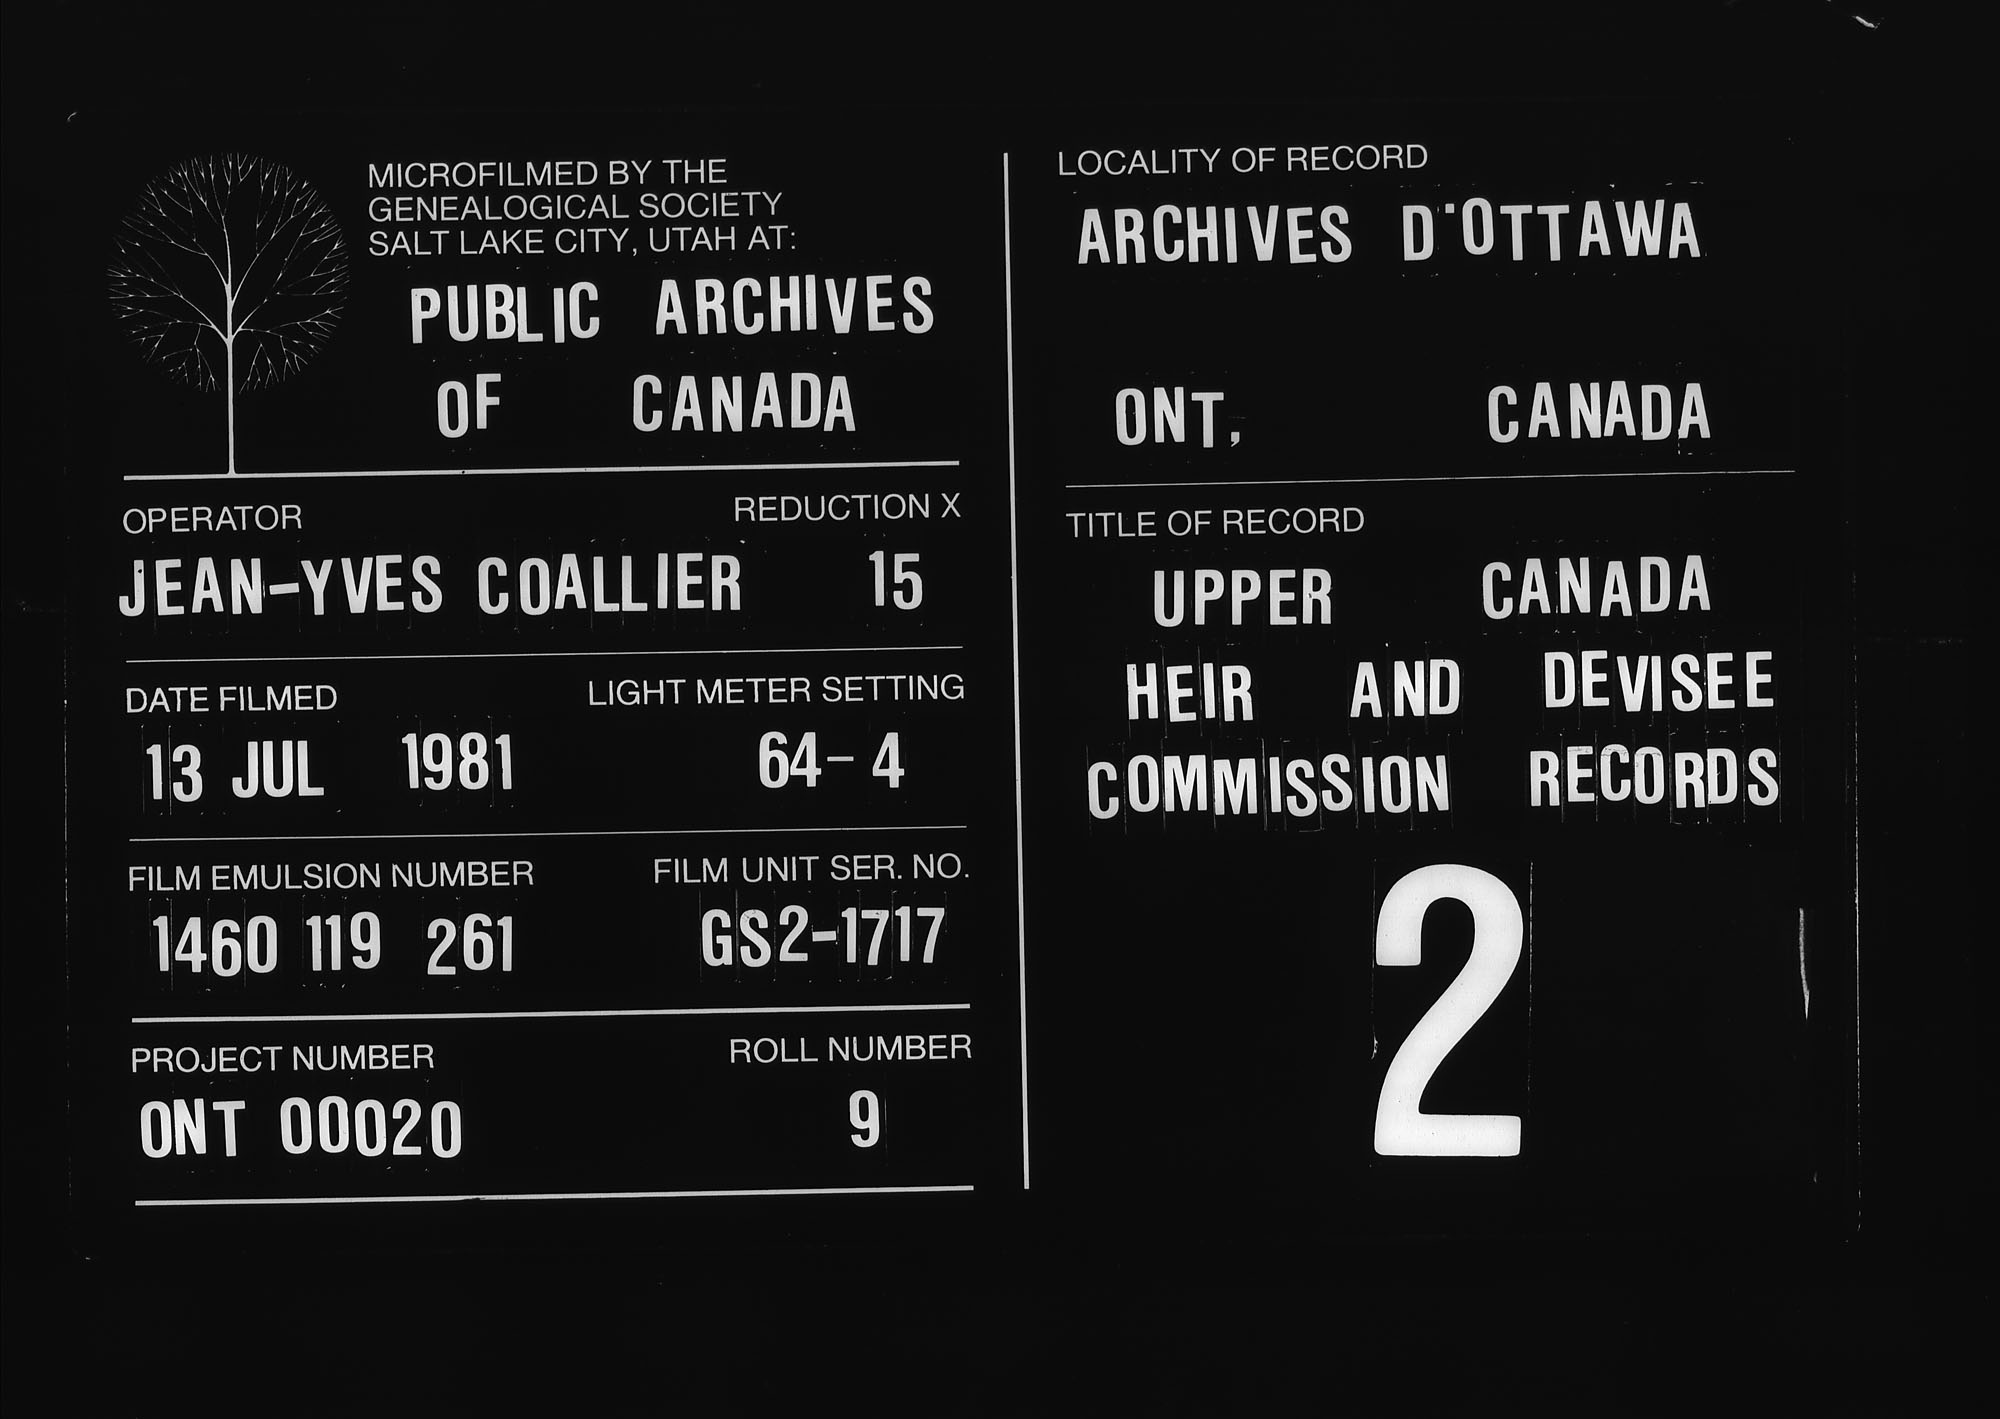 MICROFILMED BY THE
GENEALOGICAL SOCIETY
SALT LAKE CITY, UTAH AT:
PUBLIC ARCHIVES
OF CANADA
OPERATOR REDUCTION X
JEAN-YVES COALLIER 15
DATE FILMED LIGHT METER SETTING
13 JUL 1981 64-4
FILM EMULSION NUMBER FILM UNIT SER. NO.
1460 119 261 GS2-1717
PROJECT NUMBER ROLL NUMBER
ONT 00020 9
LOCALITY OF RECORD
ARCHIVES D'OTTAWA
ONT, CANADA
TITLE OF RECORD
UPPER CANADA
HEIR AND DEVISEE
COMMISSION RECORDS
2